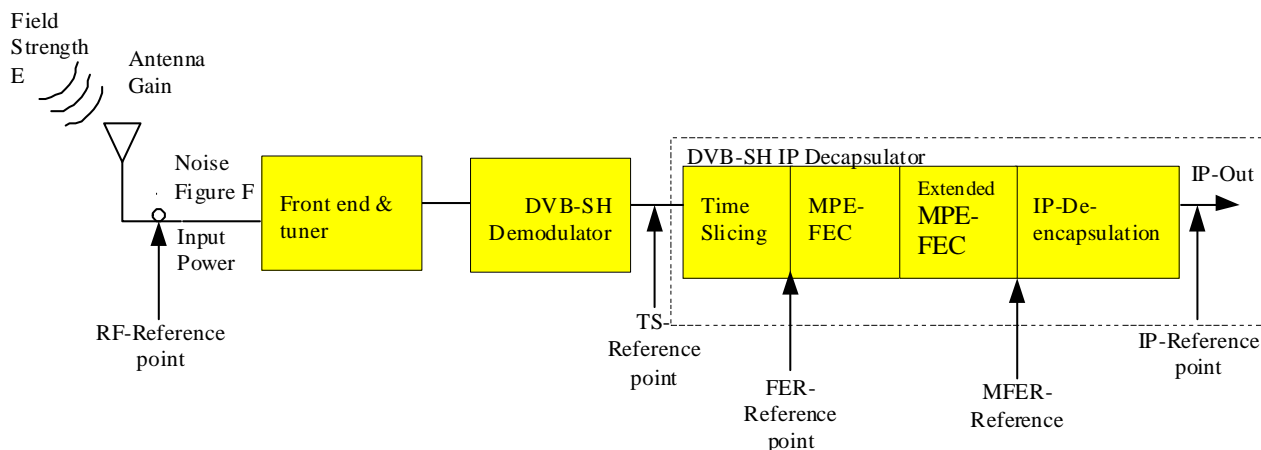 Field
Strength
E
Antenna
Gain
Noise
Figure F
Input
Power
RF-Reference
point
Front end &
tuner
DVB-SH
Demodulator
TS-
Reference
point
DVB-SH IP Decapsulator
Time
Slicing
MPE-
FEC
Extended
MPE-
FEC
IP-De-
encapsulation
IP-Out
FER-
Reference
point
MFER-
Reference
IP-Reference
point